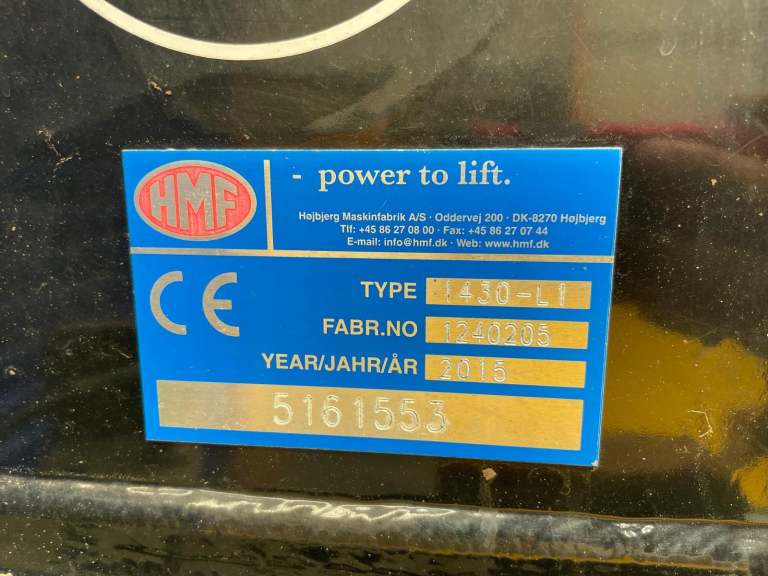 HMF
- power to lift.
Højbjerg Maskinfabrik A/S · Oddervej 200 · DK-8270 Højbjerg
Tlf: +45 86 27 08 00 · Fax: +45 86 27 07 44
E-mail: info@hmf.dk · Web: www.hmf.dk
CE
TYPE 1430-L1
FABR.NO 1240205
YEAR/JAHR/ÅR 2015
5161553